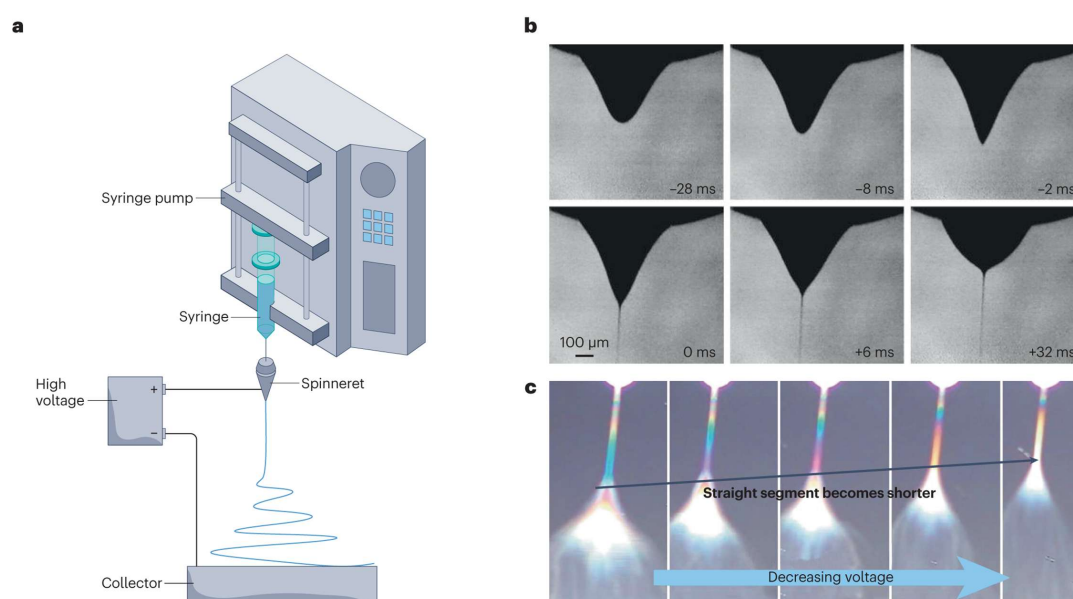 a
Syringe pump
Syringe
Spinneret
High
voltage
+
−
Collector
b
−28 ms
−8 ms
−2 ms
100 μm
0 ms
+6 ms
+32 ms
c
Straight segment becomes shorter
Decreasing voltage